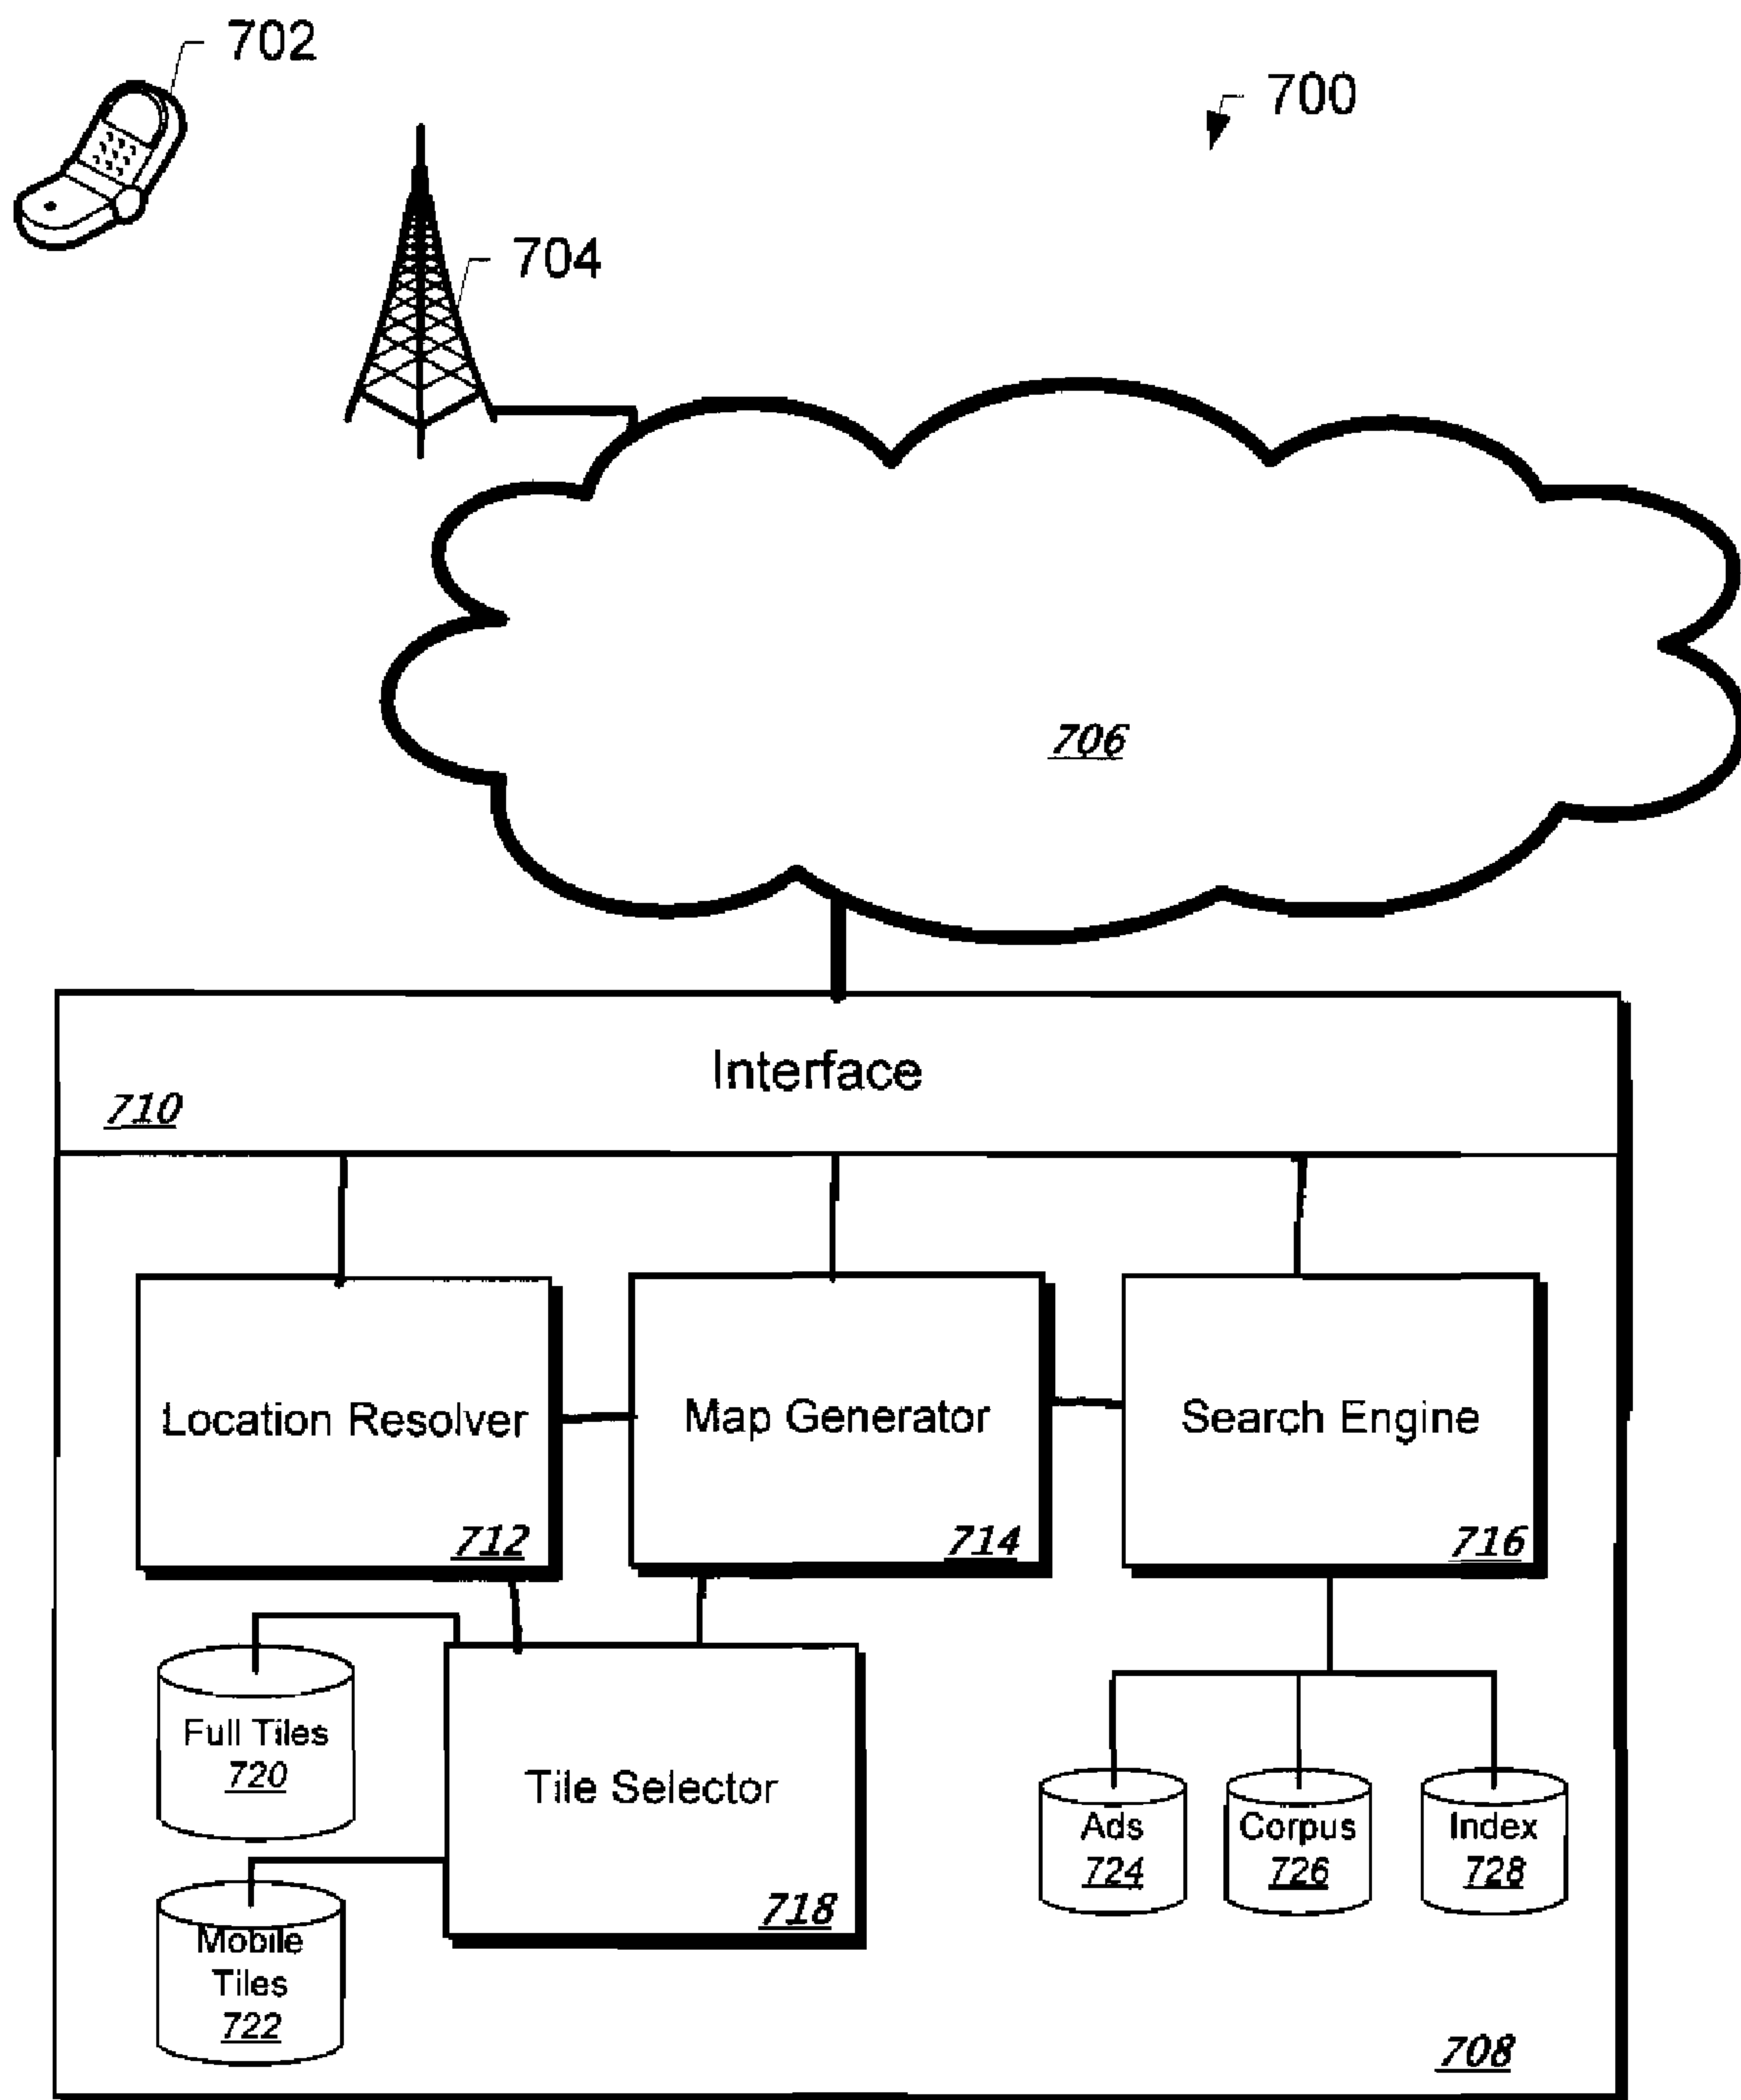 702
700
704
706
Interface
710
Location Resolver
712
Map Generator
714
Search Engine
716
Full Tiles
720
Tile Selector
718
Mobile
Tiles
722
Ads
724
Corpus
726
Index
728
708